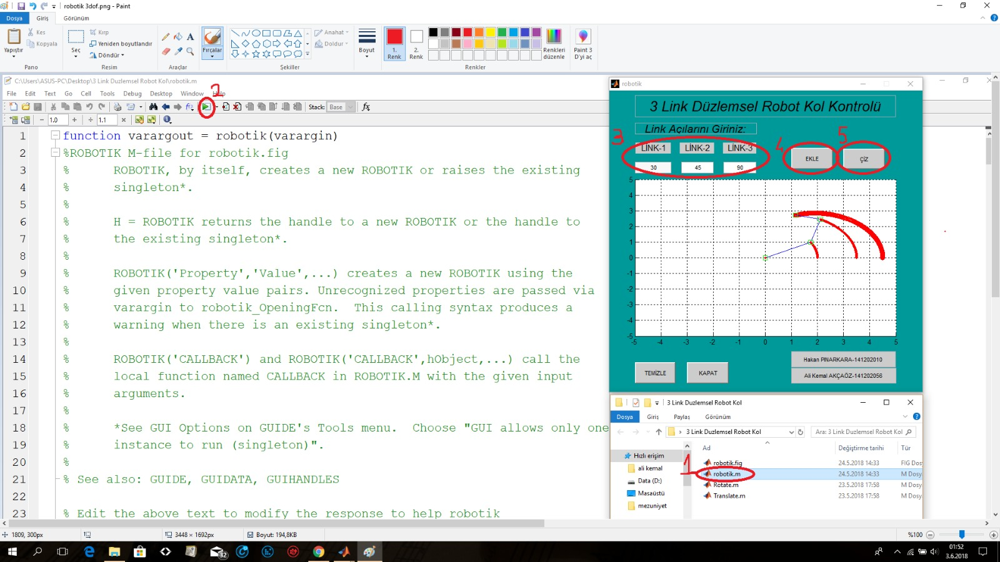 robotik 3dof.png - Paint
Dosya Giriş Görünüm
Yapıştır
Kes
Kopyala
Pano
Seç
Kırp
Yeniden boyutlandır
Döndür
Resim
A
Araçlar
Fırçalar
Anahat
Doldur
Şekiller
Boyut
1. Renk
2. Renk
Renkler
Renkleri düzenle
Paint 3 D'yi aç
C:\Users\ASUS-PC\Desktop\3 Link Duzlemsel Robot Kol\robotik.m
File Edit Text Go Cell Tools Debug Desktop Window Help
2
Stack: Base fx
− 1.0 + ÷ 1.1 ×
1 function varargout = robotik(varargin)
2 %ROBOTIK M-file for robotik.fig
3 % ROBOTIK, by itself, creates a new ROBOTIK or raises the existing
4 % singleton*.
5 %
6 % H = ROBOTIK returns the handle to a new ROBOTIK or the handle to
7 % the existing singleton*.
8 %
9 % ROBOTIK('Property','Value',...) creates a new ROBOTIK using the
10 % given property value pairs. Unrecognized properties are passed via
11 % varargin to robotik_OpeningFcn. This calling syntax produces a
12 % warning when there is an existing singleton*.
13 %
14 % ROBOTIK('CALLBACK') and ROBOTIK('CALLBACK',hObject,...) call the
15 % local function named CALLBACK in ROBOTIK.M with the given input
16 % arguments.
17 %
18 % *See GUI Options on GUIDE's Tools menu. Choose "GUI allows only one
19 % instance to run (singleton)".
20 %
21 % See also: GUIDE, GUIDATA, GUIHANDLES
22
23 % Edit the above text to modify the response to help robotik
robotik
3 Link Düzlemsel Robot Kol Kontrolü
Link Açılarını Giriniz:
3
LİNK-1 LİNK-2 LİNK-3
30 45 90
4
EKLE
5
ÇİZ
5
4
3
2
1
0
-1
-2
-3
-4
-5
-5 -4 -3 -2 -1 0 1 2 3 4 5
TEMİZLE KAPAT
Hakan PINARKARA-141202010
Ali Kemal AKÇAÖZ-141202056
3 Link Duzlemsel Robot Kol
Dosya Giriş Paylaş Görünüm
3 Link Duzlemsel Robot Kol
Ara: 3 Link Duzlemsel Robot Kol
Hızlı erişim
ali kemal
Data (D:)
Masaüstü
mezuniyet
Ad Değiştirme tarihi Tür
1
robotik.fig 24.5.2018 14:33 FIG Dos
robotik.m 24.5.2018 14:33 M Dosy
Rotate.m 23.5.2018 17:58 M Dosy
Translate.m 23.5.2018 17:58 M Dosy
1809, 300px
3448 × 1692px
Boyut: 194,8KB
%100
32
01:52
3.6.2018